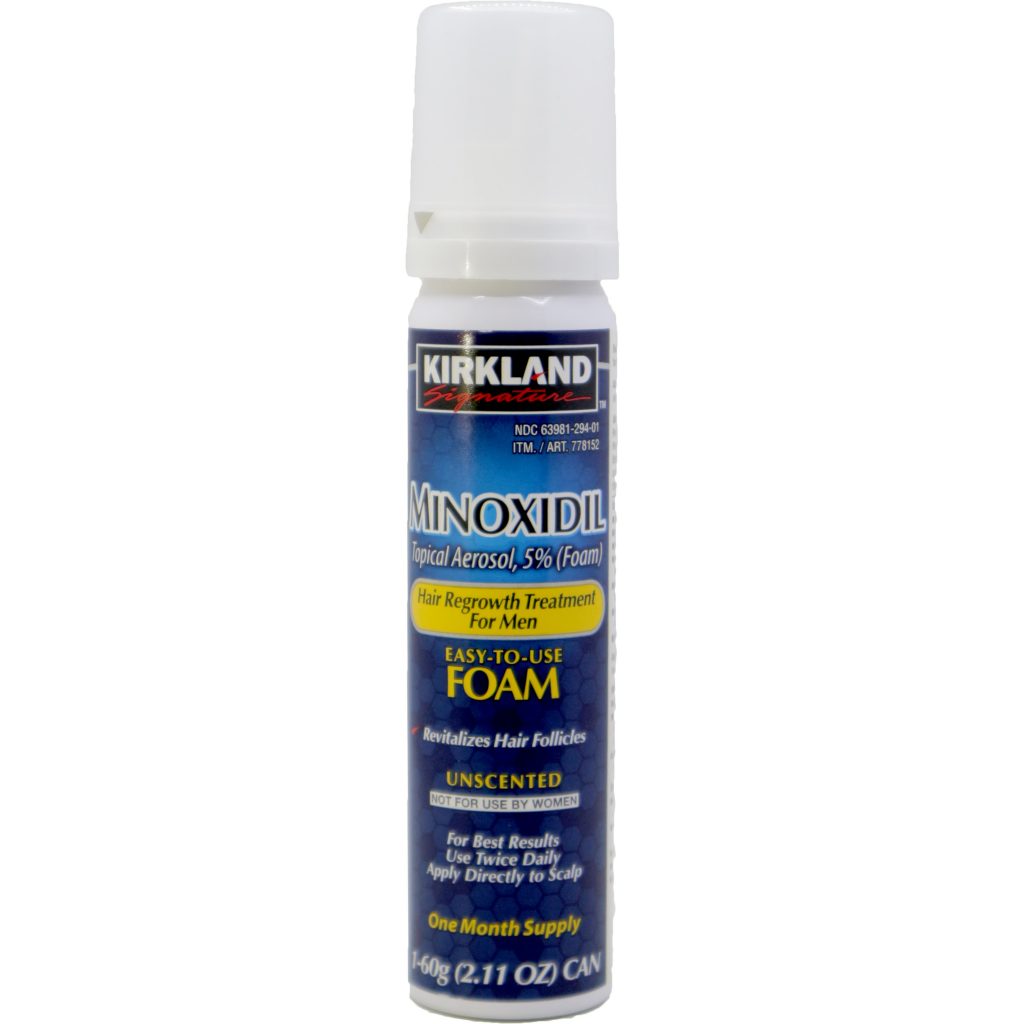 KIRKLAND
Signature™
NDC 63981-294-01
ITM. / ART. 778152
MINOXIDIL
Topical Aerosol, 5% (Foam)
Hair Regrowth Treatment
For Men
EASY-TO-USE
FOAM
Revitalizes Hair Follicles
UNSCENTED
NOT FOR USE BY WOMEN
For Best Results
Use Twice Daily
Apply Directly to Scalp
One Month Supply
1-60g (2.11 OZ) CAN